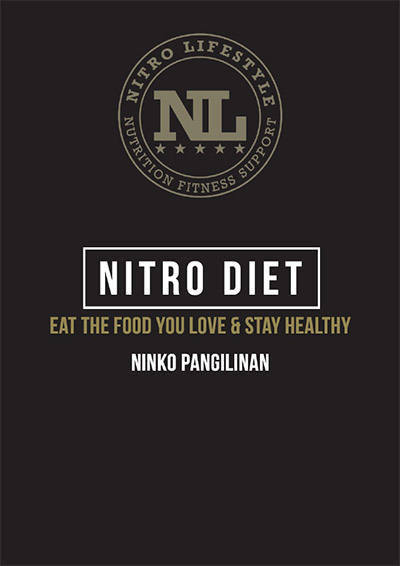 NITRO LIFESTYLE
NL
★★★★★
NUTRITION FITNESS SUPPORT
NITRO DIET
EAT THE FOOD YOU LOVE & STAY HEALTHY
NINKO PANGILINAN